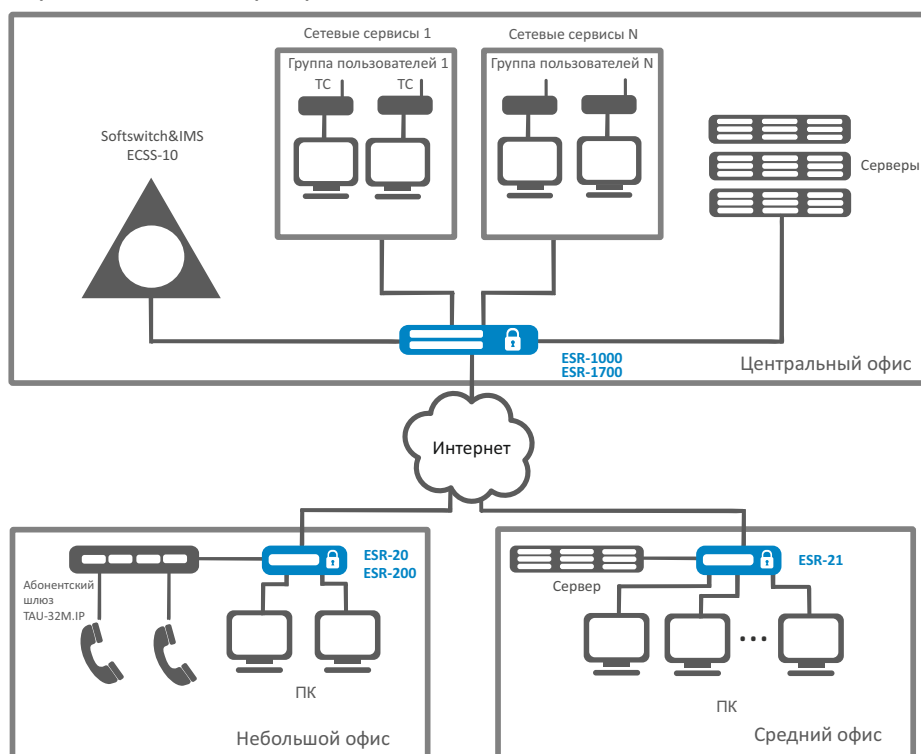 Сетевые сервисы 1
Сетевые сервисы N
Группа пользователей 1
Группа пользователей N
ТС
ТС
Softswitch&IMS
ECSS-10
Серверы
ESR-1000
ESR-1700
Центральный офис
Интернет
ESR-20
ESR-200
Абонентский
шлюз
TAU-32M.IP
ПК
Небольшой офис
ESR-21
Сервер
...
ПК
Средний офис